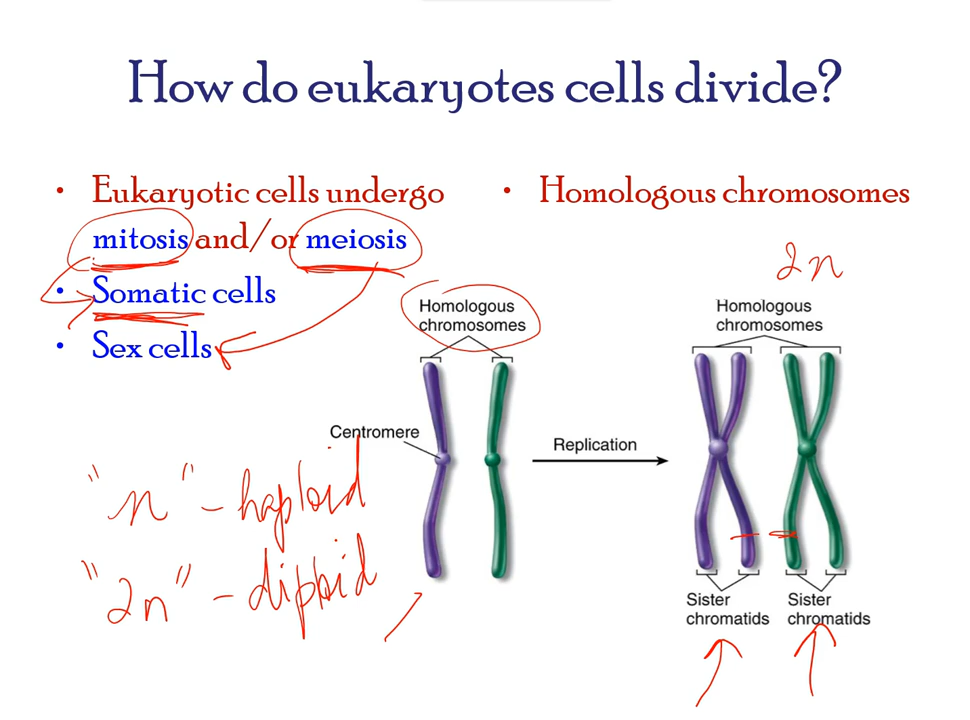 How do eukaryotes cells divide?
• Eukaryotic cells undergo
mitosis and/or meiosis
• Somatic cells
• Sex cells
"n" - haploid
"2n" - diploid
• Homologous chromosomes
2n
Homologous
chromosomes
Centromere
Replication
Homologous
chromosomes
Sister
chromatids
Sister
chromatids